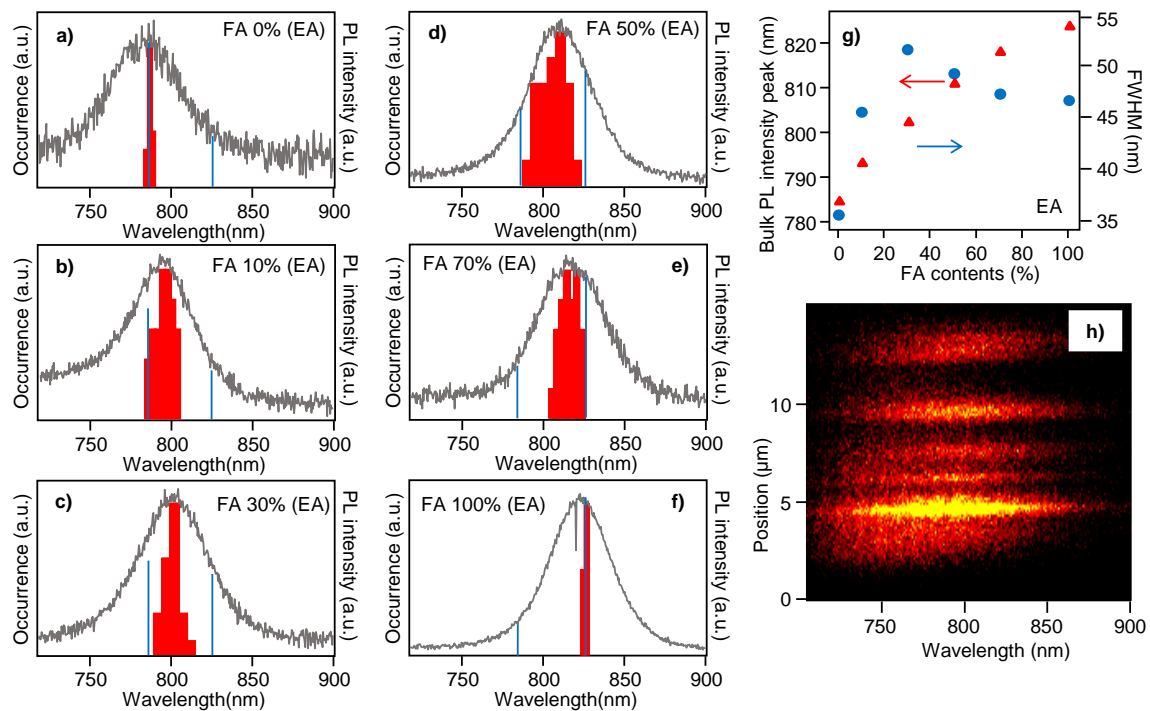 a)
FA 0% (EA)
Occurrence (a.u.)
PL intensity (a.u.)
750 800 850 900
Wavelength(nm)
b)
FA 10% (EA)
Occurrence (a.u.)
PL intensity (a.u.)
750 800 850 900
Wavelength(nm)
c)
FA 30% (EA)
Occurrence (a.u.)
PL intensity (a.u.)
750 800 850 900
Wavelength(nm)
d)
FA 50% (EA)
Occurrence (a.u.)
PL intensity (a.u.)
750 800 850 900
Wavelength(nm)
FA 70% (EA)
e)
Occurrence (a.u.)
PL intensity (a.u.)
750 800 850 900
Wavelength(nm)
FA 100% (EA)
f)
Occurrence (a.u.)
PL intensity (a.u.)
750 800 850 900
Wavelength(nm)
g)
Bulk PL intensity peak (nm)
820
810
800
790
780
FWHM (nm)
55
50
45
40
35
EA
0 20 40 60 80 100
FA contents (%)
h)
Position (µm)
10
5
0
750 800 850 900
Wavelength (nm)